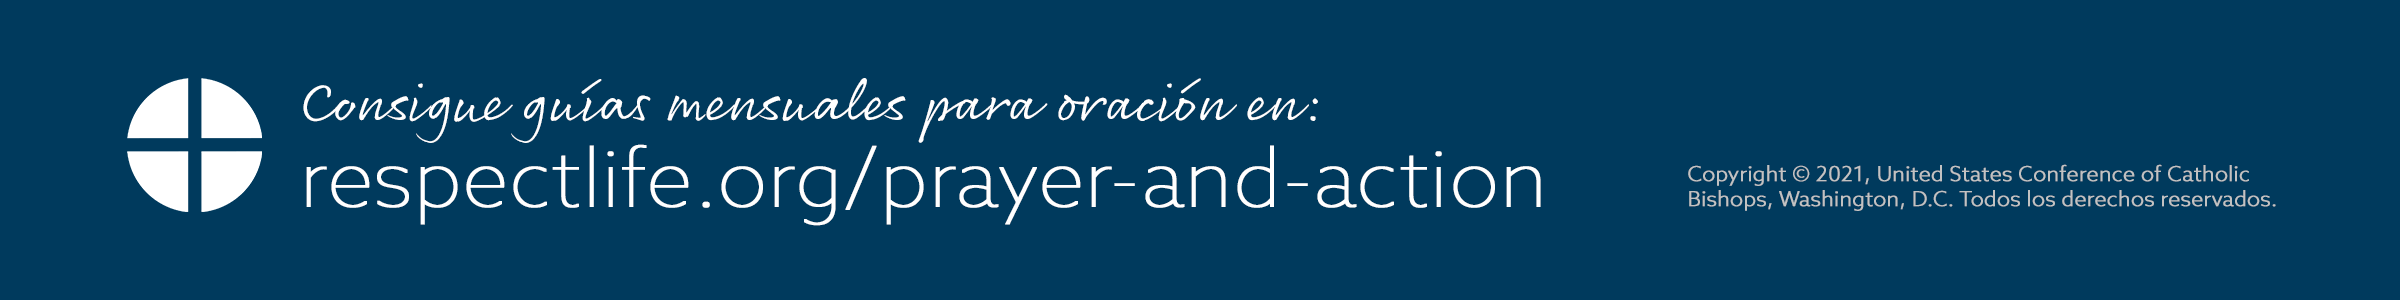 Consigue guías mensuales para oración en:
respectlife.org/prayer-and-action
Copyright © 2021, United States Conference of Catholic
Bishops, Washington, D.C. Todos los derechos reservados.